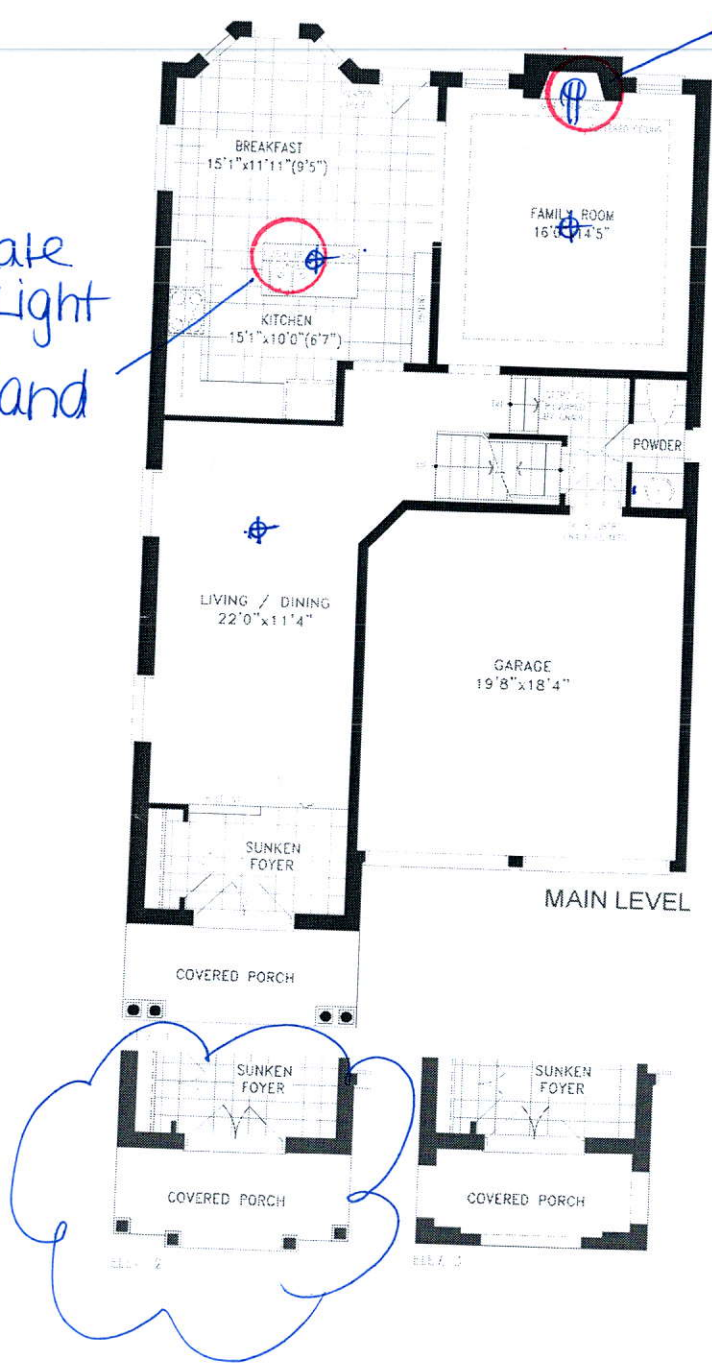 BREAKFAST
15'1"x11'11"(9'5")
FAMILY ROOM
ate
Light
and
KITCHEN
15'1"x10'0"(6'7")
POWDER
LIVING / DINING
22'0"x11'4"
GARAGE
19'8"x18'4"
SUNKEN
FOYER
MAIN LEVEL
COVERED PORCH
SUNKEN
FOYER
SUNKEN
FOYER
COVERED PORCH
COVERED PORCH